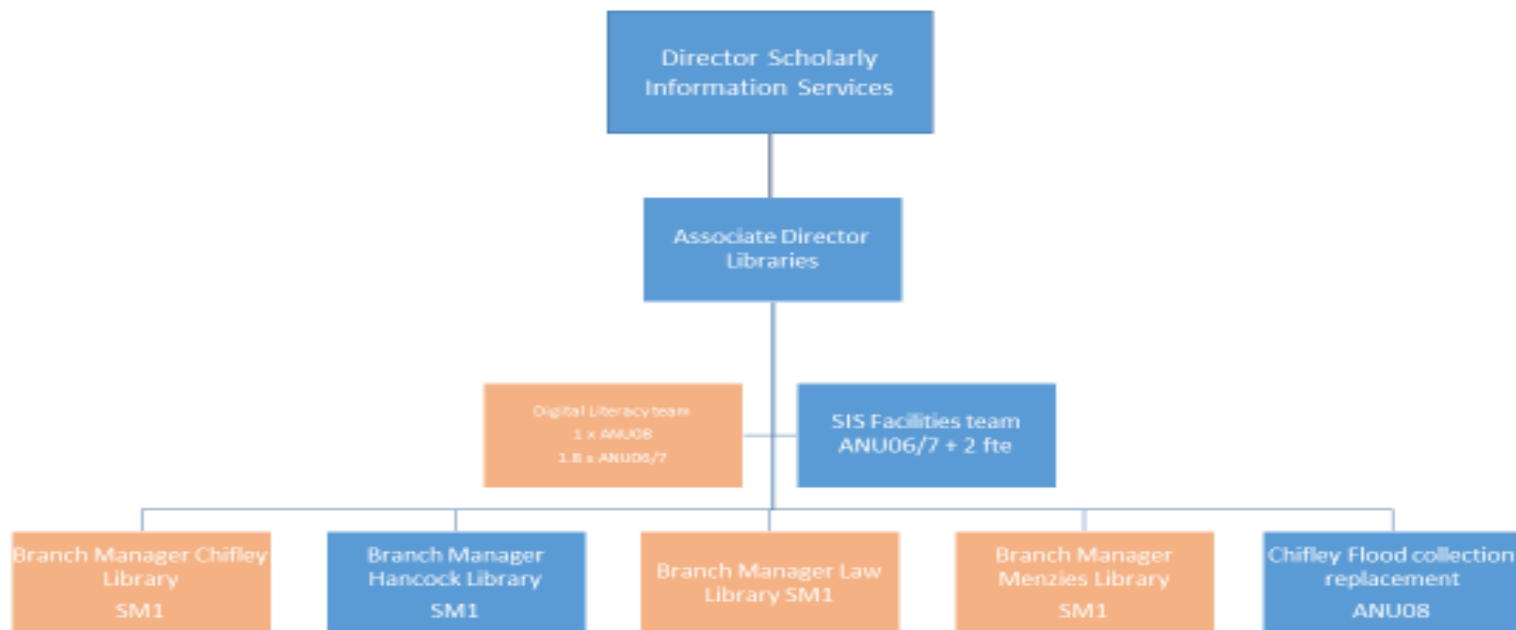 Director Scholarly
Information Services
Associate Director
Libraries
Digital Literacy team
1 x ANU08
1.8 x ANU06/7
SIS Facilities team
ANU06/7 + 2 fte
Branch Manager Chifley
Library
SM1
Branch Manager
Hancock Library
SM1
Branch Manager Law
Library SM1
Branch Manager
Menzies Library
SM1
Chifley Flood collection
replacement
ANU08